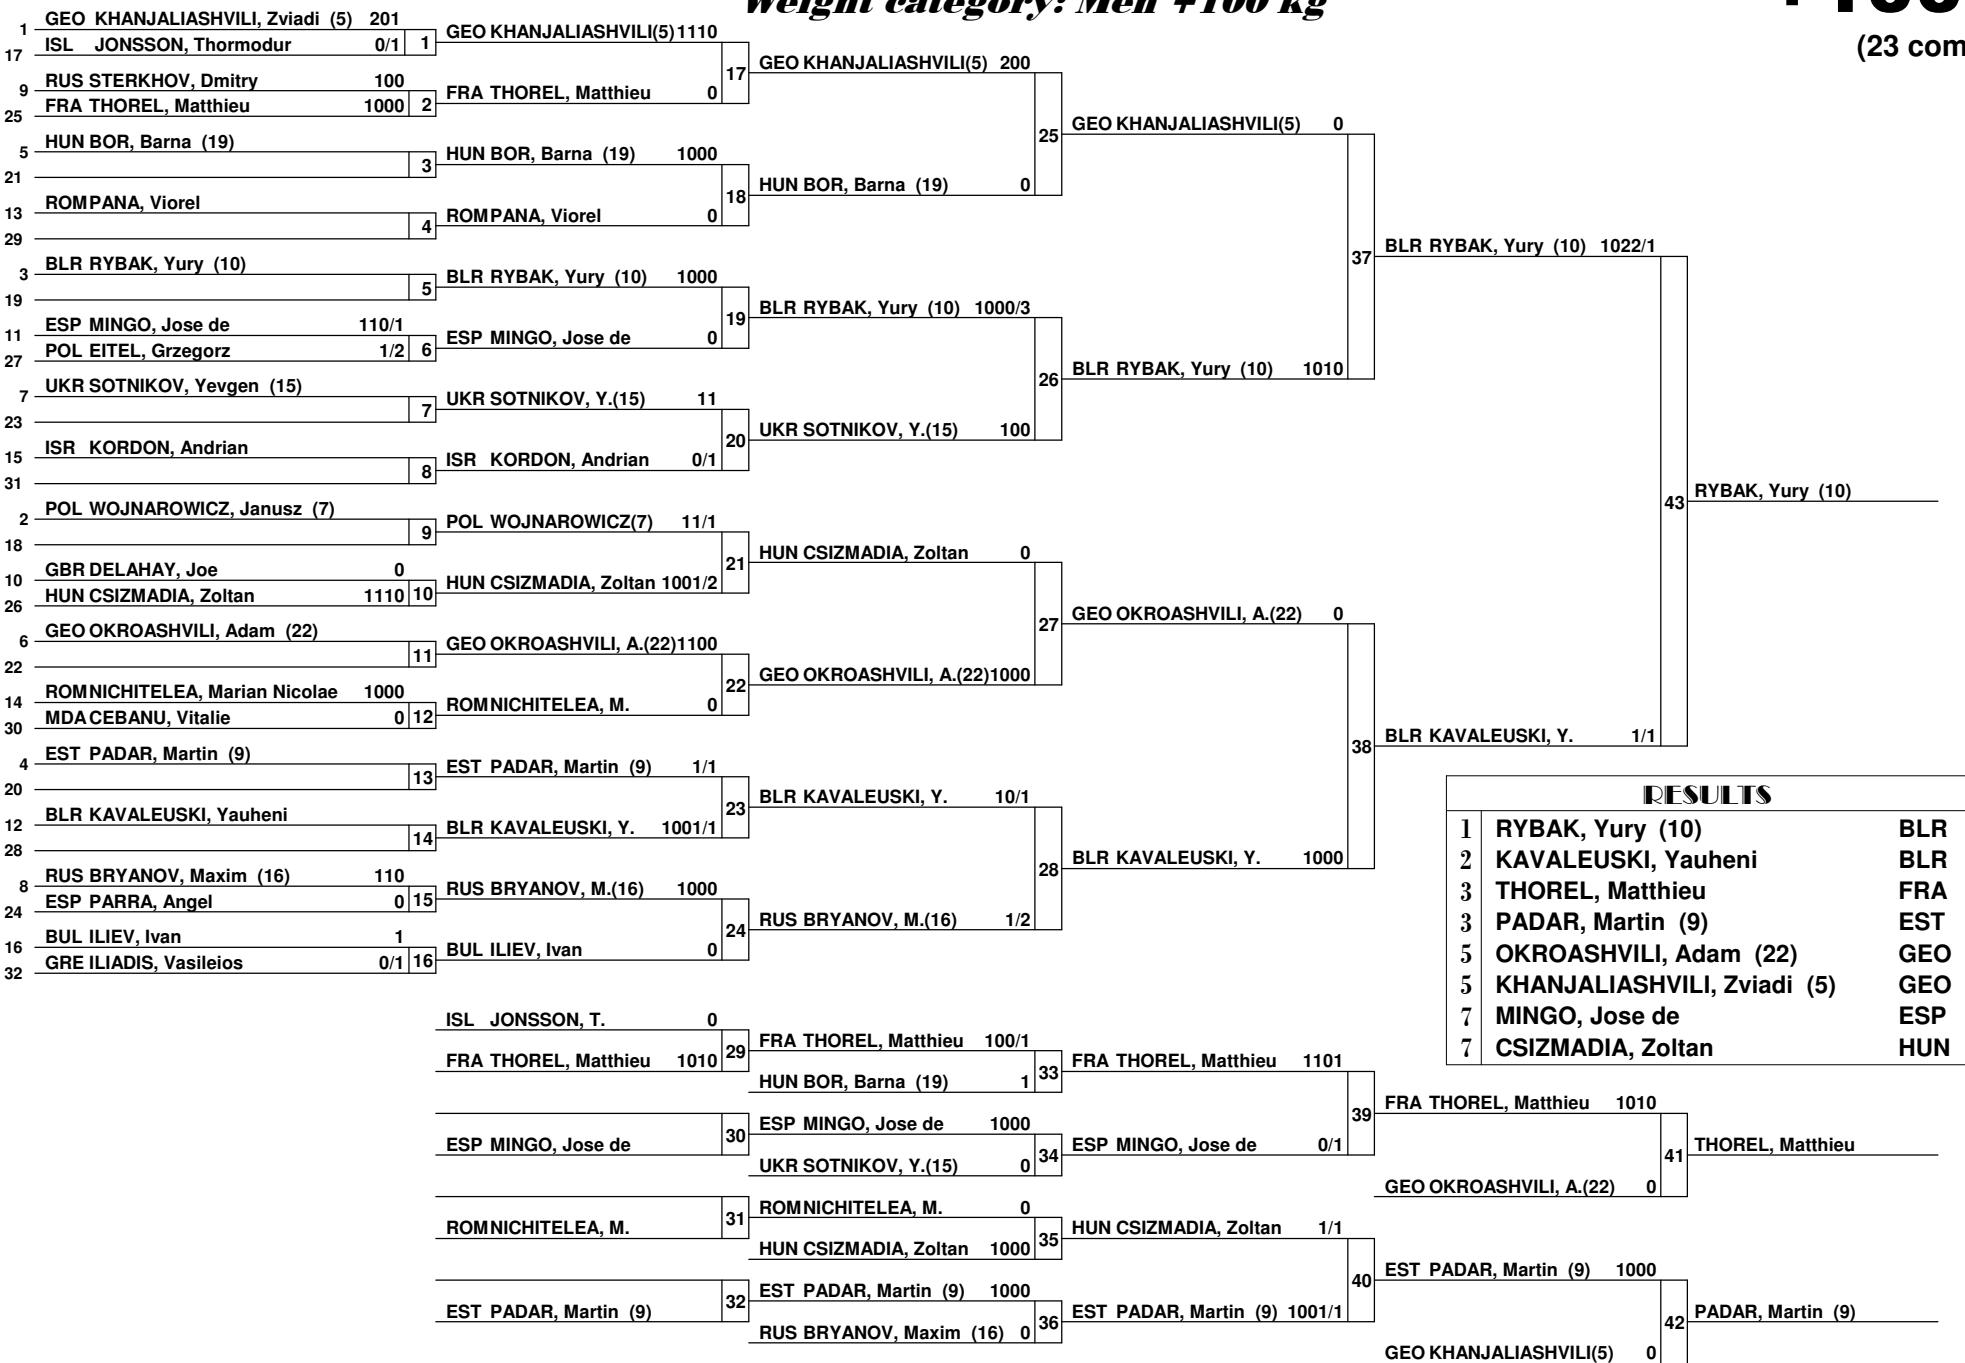 Weight category: Men +100 kg
+100
(23 com
1 GEO KHANJALIASHVILI, Zviadi (5) 201
17 ISL JONSSON, Thormodur 0/1
1
9 RUS STERKHOV, Dmitry 100
25 FRA THOREL, Matthieu 1000
2
5 HUN BOR, Barna (19)
21
3
13 ROM PANA, Viorel
29
4
3 BLR RYBAK, Yury (10)
19
5
11 ESP MINGO, Jose de 110/1
27 POL EITEL, Grzegorz 1/2
6
7 UKR SOTNIKOV, Yevgen (15)
23
7
15 ISR KORDON, Andrian
31
8
2 POL WOJNAROWICZ, Janusz (7)
18
9
10 GBR DELAHAY, Joe 0
26 HUN CSIZMADIA, Zoltan 1110
10
6 GEO OKROASHVILI, Adam (22)
22
11
14 ROM NICHITELEA, Marian Nicolae 1000
30 MDA CEBANU, Vitalie 0
12
4 EST PADAR, Martin (9)
20
13
12 BLR KAVALEUSKI, Yauheni
28
14
8 RUS BRYANOV, Maxim (16) 110
24 ESP PARRA, Angel 0
15
16 BUL ILIEV, Ivan 1
32 GRE ILIADIS, Vasileios 0/1
16
GEO KHANJALIASHVILI(5) 1110
FRA THOREL, Matthieu 0
17
HUN BOR, Barna (19) 1000
ROM PANA, Viorel 0
18
BLR RYBAK, Yury (10) 1000
ESP MINGO, Jose de 0
19
UKR SOTNIKOV, Y.(15) 11
ISR KORDON, Andrian 0/1
20
POL WOJNAROWICZ(7) 11/1
HUN CSIZMADIA, Zoltan 1001/2
21
GEO OKROASHVILI, A.(22) 1100
ROM NICHITELEA, M. 0
22
EST PADAR, Martin (9) 1/1
BLR KAVALEUSKI, Y. 1001/1
23
RUS BRYANOV, M.(16) 1000
BUL ILIEV, Ivan 0
24
GEO KHANJALIASHVILI(5) 200
HUN BOR, Barna (19) 0
25
BLR RYBAK, Yury (10) 1000/3
UKR SOTNIKOV, Y.(15) 100
26
HUN CSIZMADIA, Zoltan 0
GEO OKROASHVILI, A.(22) 1000
27
BLR KAVALEUSKI, Y. 10/1
RUS BRYANOV, M.(16) 1/2
28
GEO KHANJALIASHVILI(5) 0
BLR RYBAK, Yury (10) 1010
37
GEO OKROASHVILI, A.(22) 0
BLR KAVALEUSKI, Y. 1000
38
BLR RYBAK, Yury (10) 1022/1
BLR KAVALEUSKI, Y. 1/1
43
RYBAK, Yury (10)
RESULTS
1 RYBAK, Yury (10) BLR
2 KAVALEUSKI, Yauheni BLR
3 THOREL, Matthieu FRA
3 PADAR, Martin (9) EST
5 OKROASHVILI, Adam (22) GEO
5 KHANJALIASHVILI, Zviadi (5) GEO
7 MINGO, Jose de ESP
7 CSIZMADIA, Zoltan HUN
ISL JONSSON, T. 0
FRA THOREL, Matthieu 1010
29
ESP MINGO, Jose de
30
ROM NICHITELEA, M.
31
EST PADAR, Martin (9)
32
FRA THOREL, Matthieu 100/1
HUN BOR, Barna (19) 1
33
ESP MINGO, Jose de 1000
UKR SOTNIKOV, Y.(15) 0
34
ROM NICHITELEA, M. 0
HUN CSIZMADIA, Zoltan 1000
35
EST PADAR, Martin (9) 1000
RUS BRYANOV, Maxim (16) 0
36
FRA THOREL, Matthieu 1101
ESP MINGO, Jose de 0/1
39
HUN CSIZMADIA, Zoltan 1/1
EST PADAR, Martin (9) 1001/1
40
FRA THOREL, Matthieu 1010
GEO OKROASHVILI, A.(22) 0
41
THOREL, Matthieu
EST PADAR, Martin (9) 1000
GEO KHANJALIASHVILI(5) 0
42
PADAR, Martin (9)